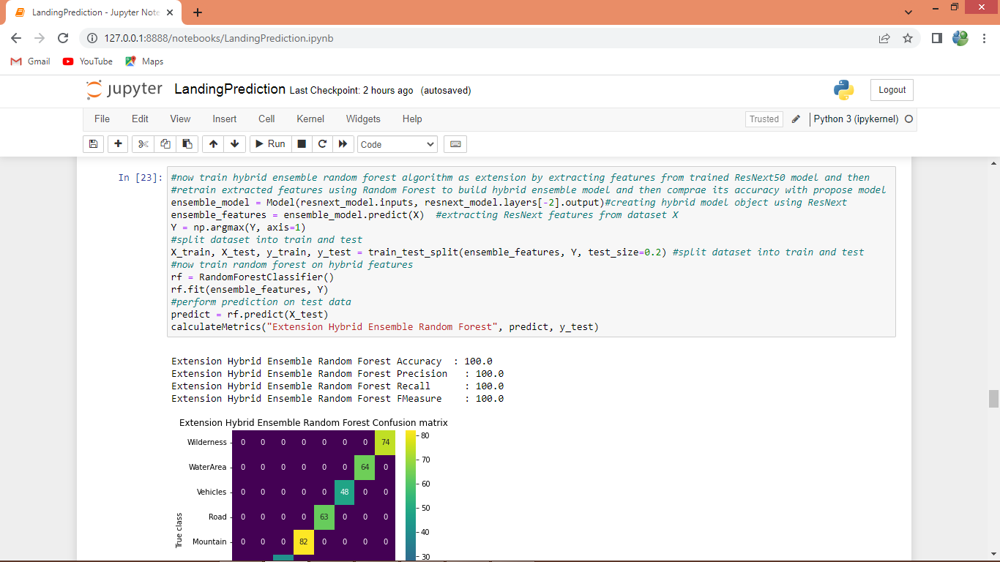 LandingPrediction - Jupyter Note
127.0.0.1:8888/notebooks/LandingPrediction.ipynb
Gmail YouTube Maps
jupyter LandingPrediction Last Checkpoint: 2 hours ago (autosaved) Logout
File Edit View Insert Cell Kernel Widgets Help Trusted Python 3 (ipykernel)
Run Code
In [23]: #now train hybrid ensemble random forest algorithm as extension by extracting features from trained ResNext50 model and then
#retrain extracted features using Random Forest to build hybrid ensemble model and then comprae its accuracy with propose model
ensemble_model = Model(resnext_model.inputs, resnext_model.layers[-2].output)#creating hybrid model object using ResNext
ensemble_features = ensemble_model.predict(X)  #extracting ResNext features from dataset X
Y = np.argmax(Y, axis=1)
#split dataset into train and test
X_train, X_test, y_train, y_test = train_test_split(ensemble_features, Y, test_size=0.2) #split dataset into train and test
#now train random forest on hybrid features
rf = RandomForestClassifier()
rf.fit(ensemble_features, Y)
#perform prediction on test data
predict = rf.predict(X_test)
calculateMetrics("Extension Hybrid Ensemble Random Forest", predict, y_test)
Extension Hybrid Ensemble Random Forest Accuracy  : 100.0
Extension Hybrid Ensemble Random Forest Precision   : 100.0
Extension Hybrid Ensemble Random Forest Recall      : 100.0
Extension Hybrid Ensemble Random Forest FMeasure    : 100.0
Extension Hybrid Ensemble Random Forest Confusion matrix
Wilderness 0 0 0 0 0 0 0 74
WaterArea 0 0 0 0 0 0 64 0
Vehicles 0 0 0 0 0 48 0 0
Road 0 0 0 0 63 0 0 0
Mountain 0 0 0 82 0 0 0 0
True class
80
70
60
50
40
30